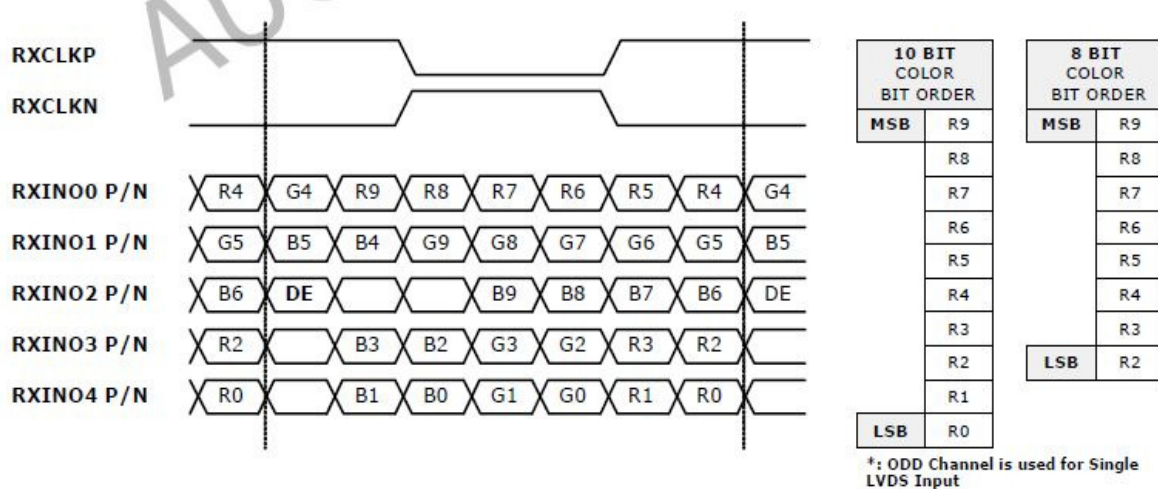 RXCLKP
RXCLKN
RXINO0 P/N R4 G4 R9 R8 R7 R6 R5 R4 G4
RXINO1 P/N G5 B5 B4 G9 G8 G7 G6 G5 B5
RXINO2 P/N B6 DE B9 B8 B7 B6 DE
RXINO3 P/N R2 B3 B2 G3 G2 R3 R2
RXINO4 P/N R0 B1 B0 G1 G0 R1 R0
10 BIT
COLOR
BIT ORDER
MSB R9
R8
R7
R6
R5
R4
R3
R2
R1
LSB R0
8 BIT
COLOR
BIT ORDER
MSB R9
R8
R7
R6
R5
R4
R3
LSB R2
*: ODD Channel is used for Single
LVDS Input